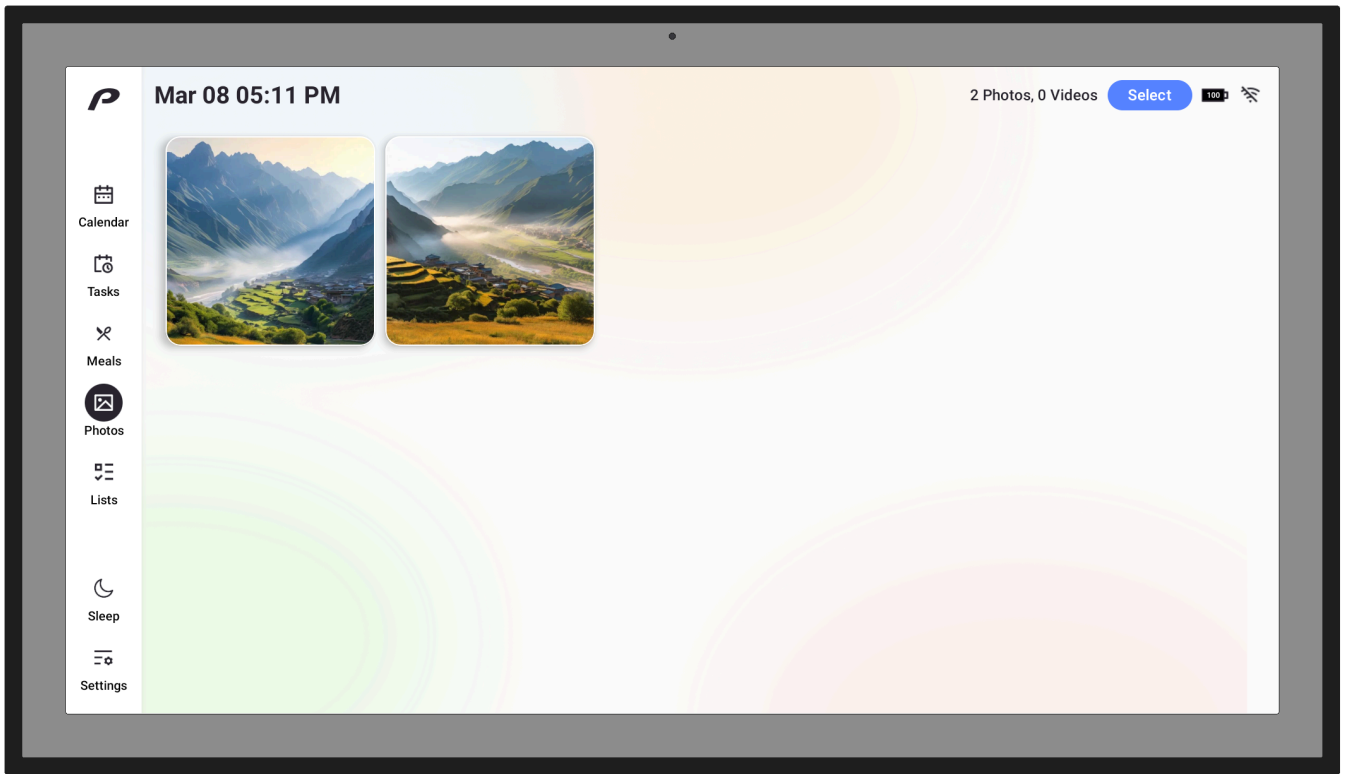 Mar 08 05:11 PM
2 Photos, 0 Videos
Select
100
Calendar
Tasks
Meals
Photos
Lists
Sleep
Settings